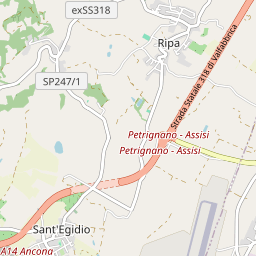 exSS318
Ripa
SP247/1
Strada Statale 318 di Valfabbrica
Petrignano - Assisi
Petrignano - Assisi
Sant'Egidio
A14 Ancona